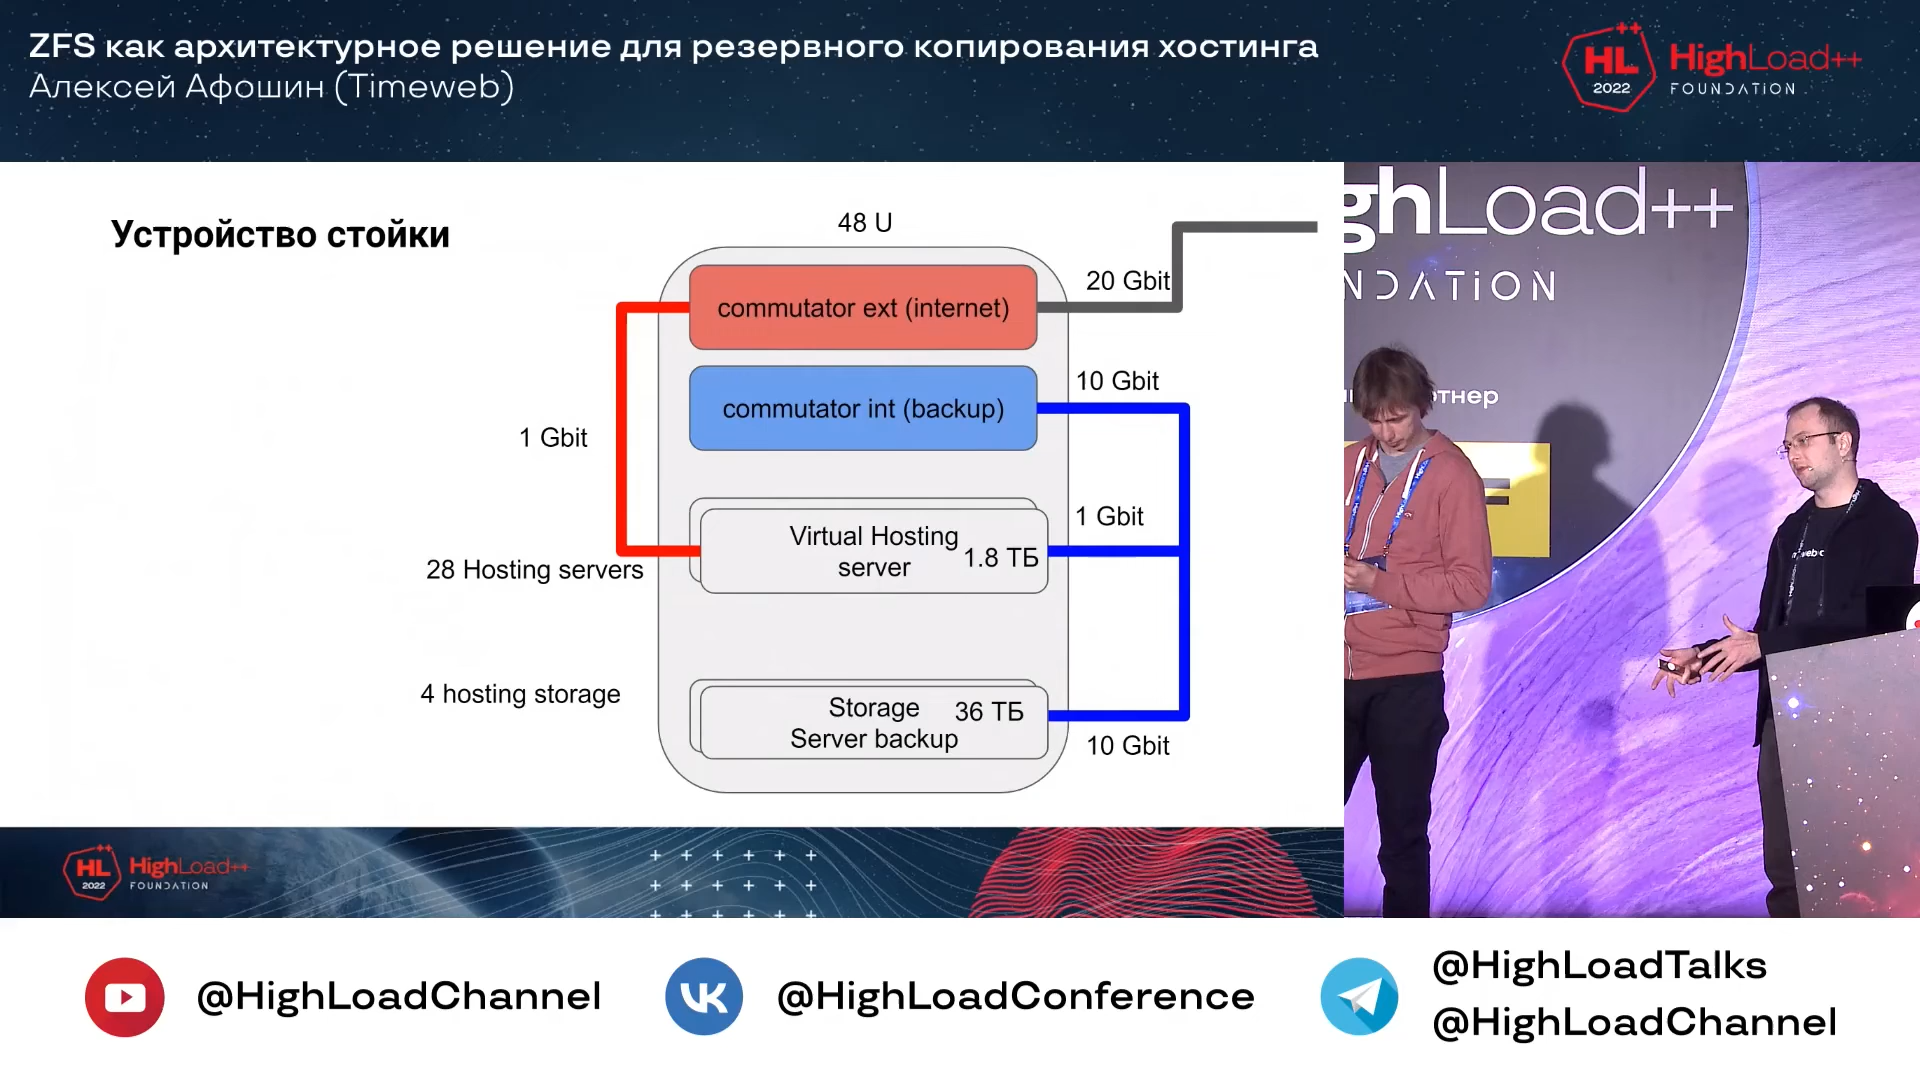 ZFS как архитектурное решение для резервного копирования хостинга
Алексей Афошин (Timeweb)
HL++
2022
HighLoad++
FOUNDATION
Устройство стойки
48 U
commutator ext (internet)
20 Gbit
commutator int (backup)
10 Gbit
1 Gbit
Virtual Hosting
server
1.8 ТБ
1 Gbit
28 Hosting servers
4 hosting storage
Storage
Server backup
36 ТБ
10 Gbit
ghLoad++
NDATION
тнер
HL++
2022
HighLoad++
FOUNDATION
@HighLoadChannel
@HighLoadConference
@HighLoadTalks
@HighLoadChannel